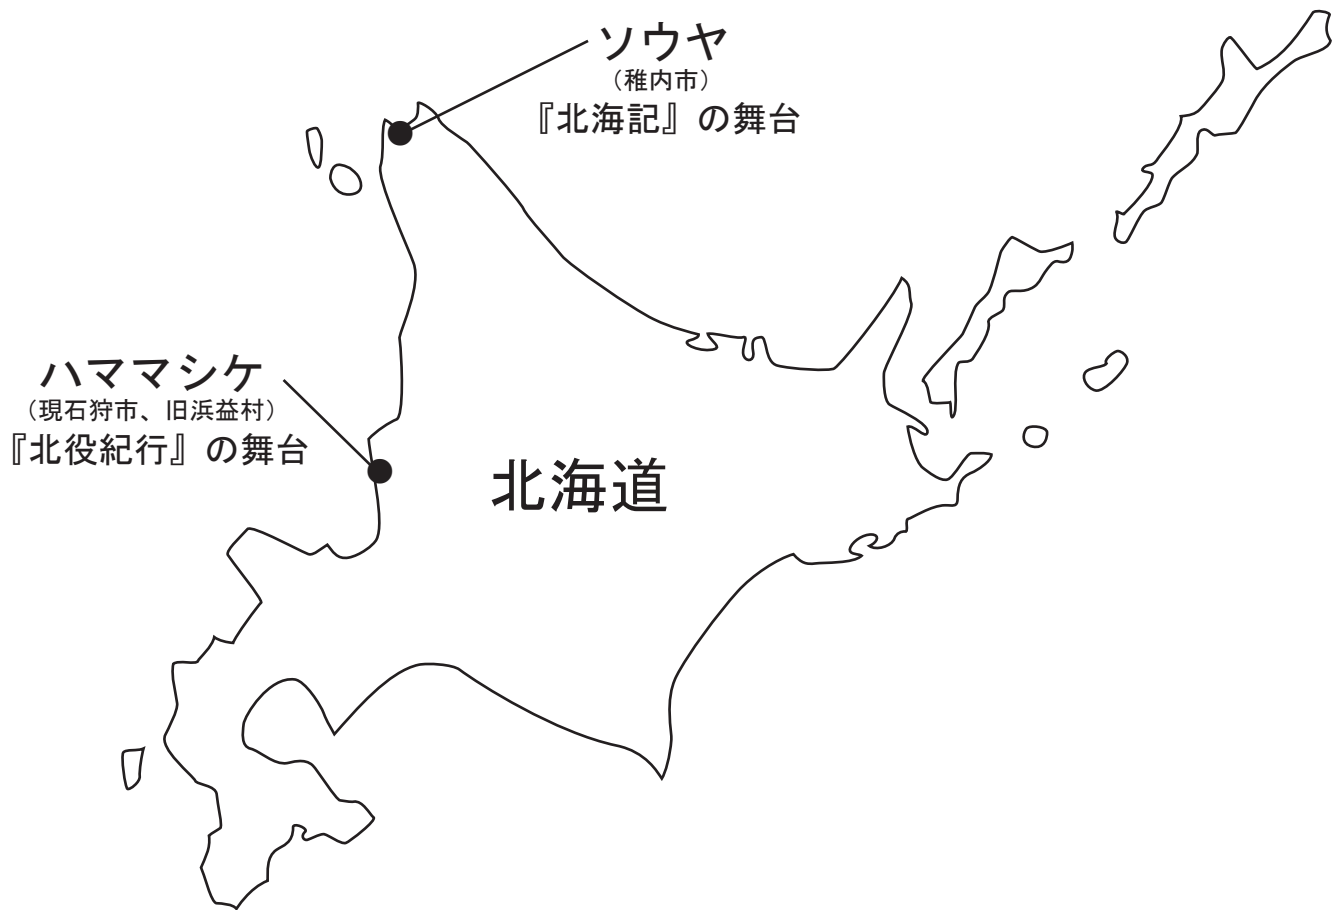 ソウヤ
（稚内市）
『北海記』の舞台
ハママシケ
（現石狩市、旧浜益村）
『北役紀行』の舞台
北海道